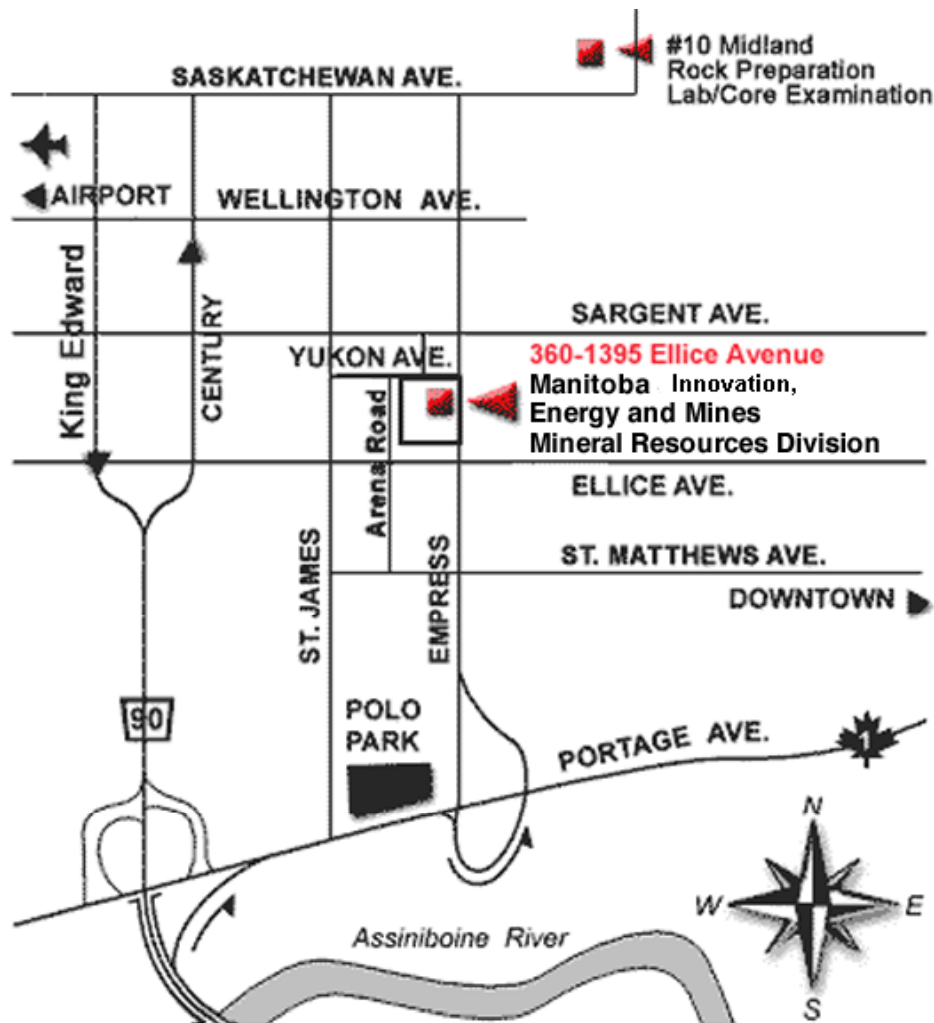 #10 Midland
Rock Preparation
Lab/Core Examination
SASKATCHEWAN AVE.
AIRPORT
WELLINGTON AVE.
King Edward
CENTURY
SARGENT AVE.
YUKON AVE.
360-1395 Ellice Avenue
Manitoba Innovation,
Energy and Mines
Mineral Resources Division
Arena Road
ELLICE AVE.
ST. JAMES
EMPRESS
ST. MATTHEWS AVE.
DOWNTOWN
90
POLO
PARK
PORTAGE AVE.
1
N
W
E
S
Assiniboine River